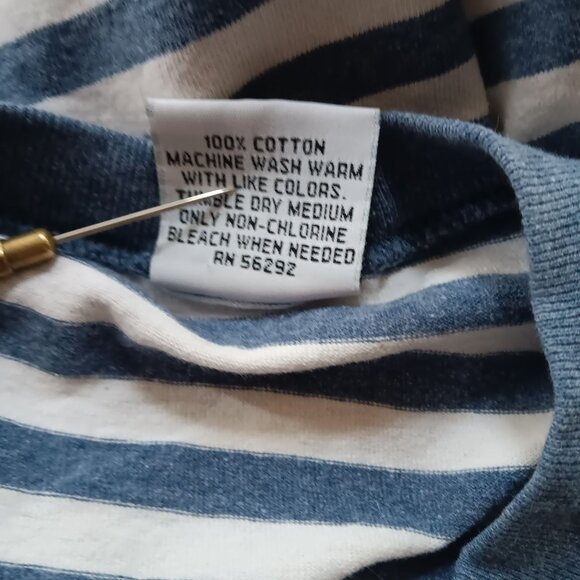 100% COTTON
MACHINE WASH WARM
WITH LIKE COLORS.
TUMBLE DRY MEDIUM
ONLY NON-CHLORINE
BLEACH WHEN NEEDED
RN 56292